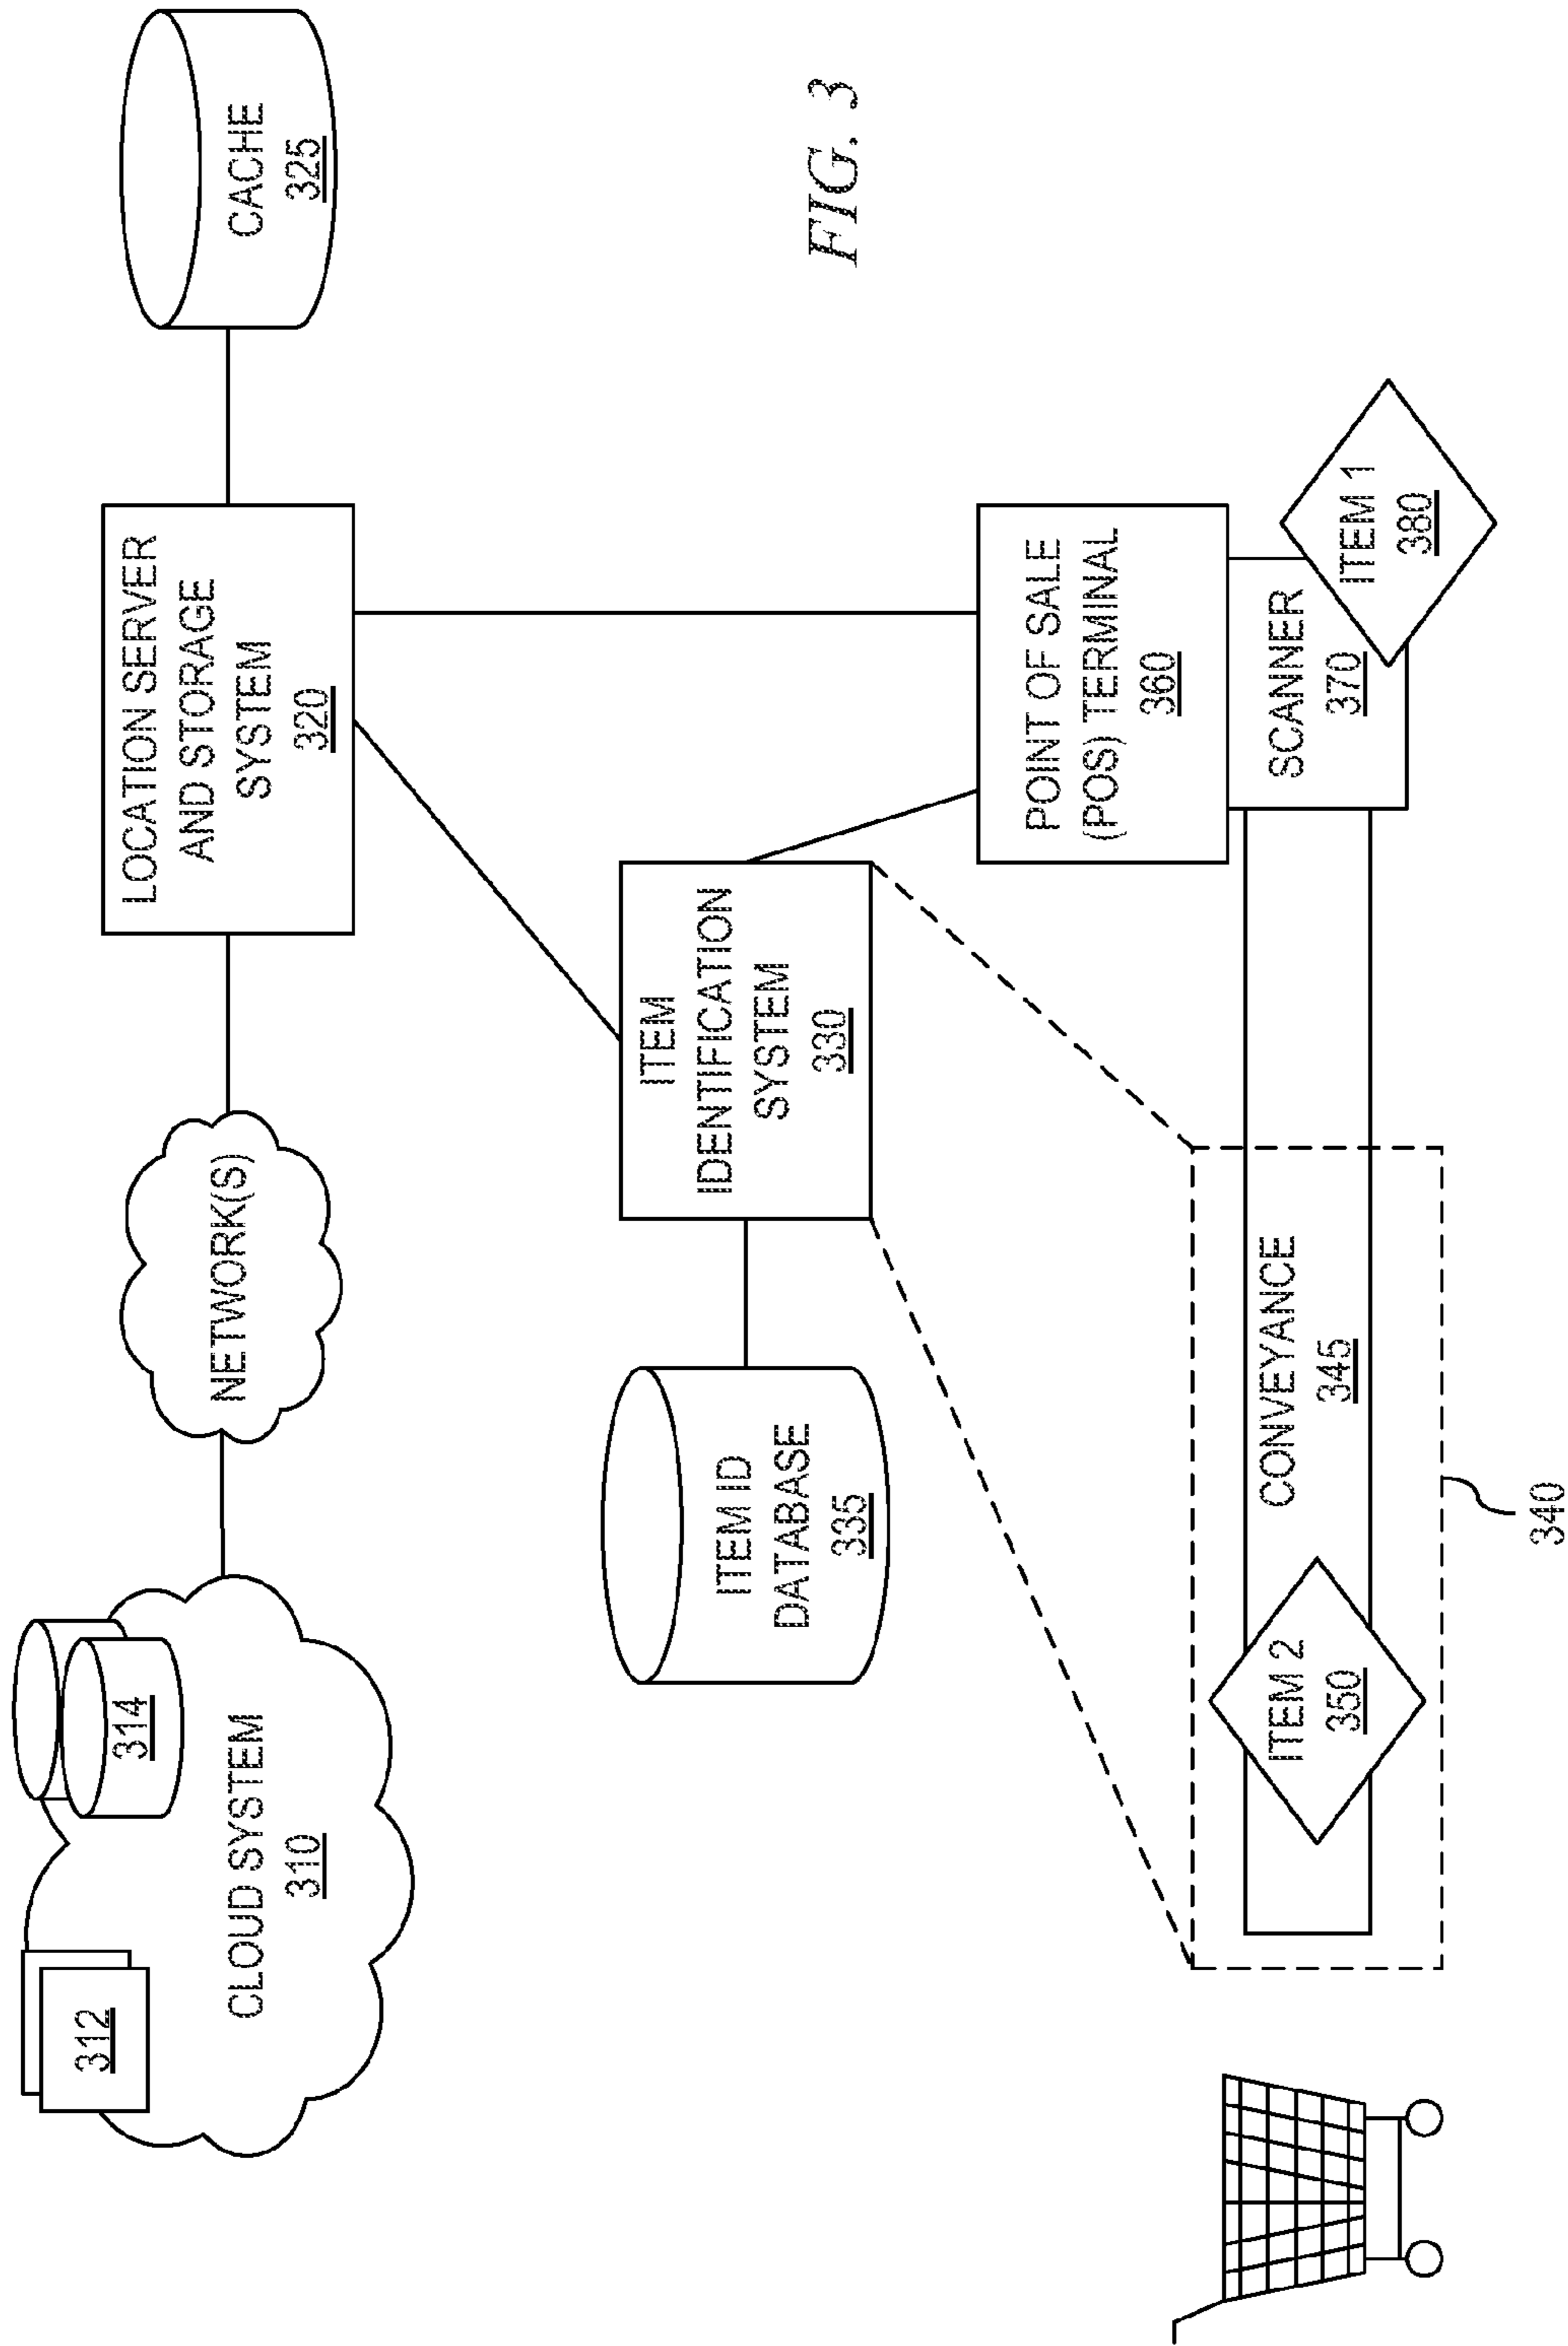 312
314
CLOUD SYSTEM
310
NETWORK(S)
LOCATION SERVER
AND STORAGE
SYSTEM
320
CACHE
325
ITEM ID
DATABASE
335
ITEM
IDENTIFICATION
SYSTEM
330
POINT OF SALE
(POS) TERMINAL
360
SCANNER
370
ITEM 1
380
CONVEYANCE
345
ITEM 2
350
340
FIG. 3